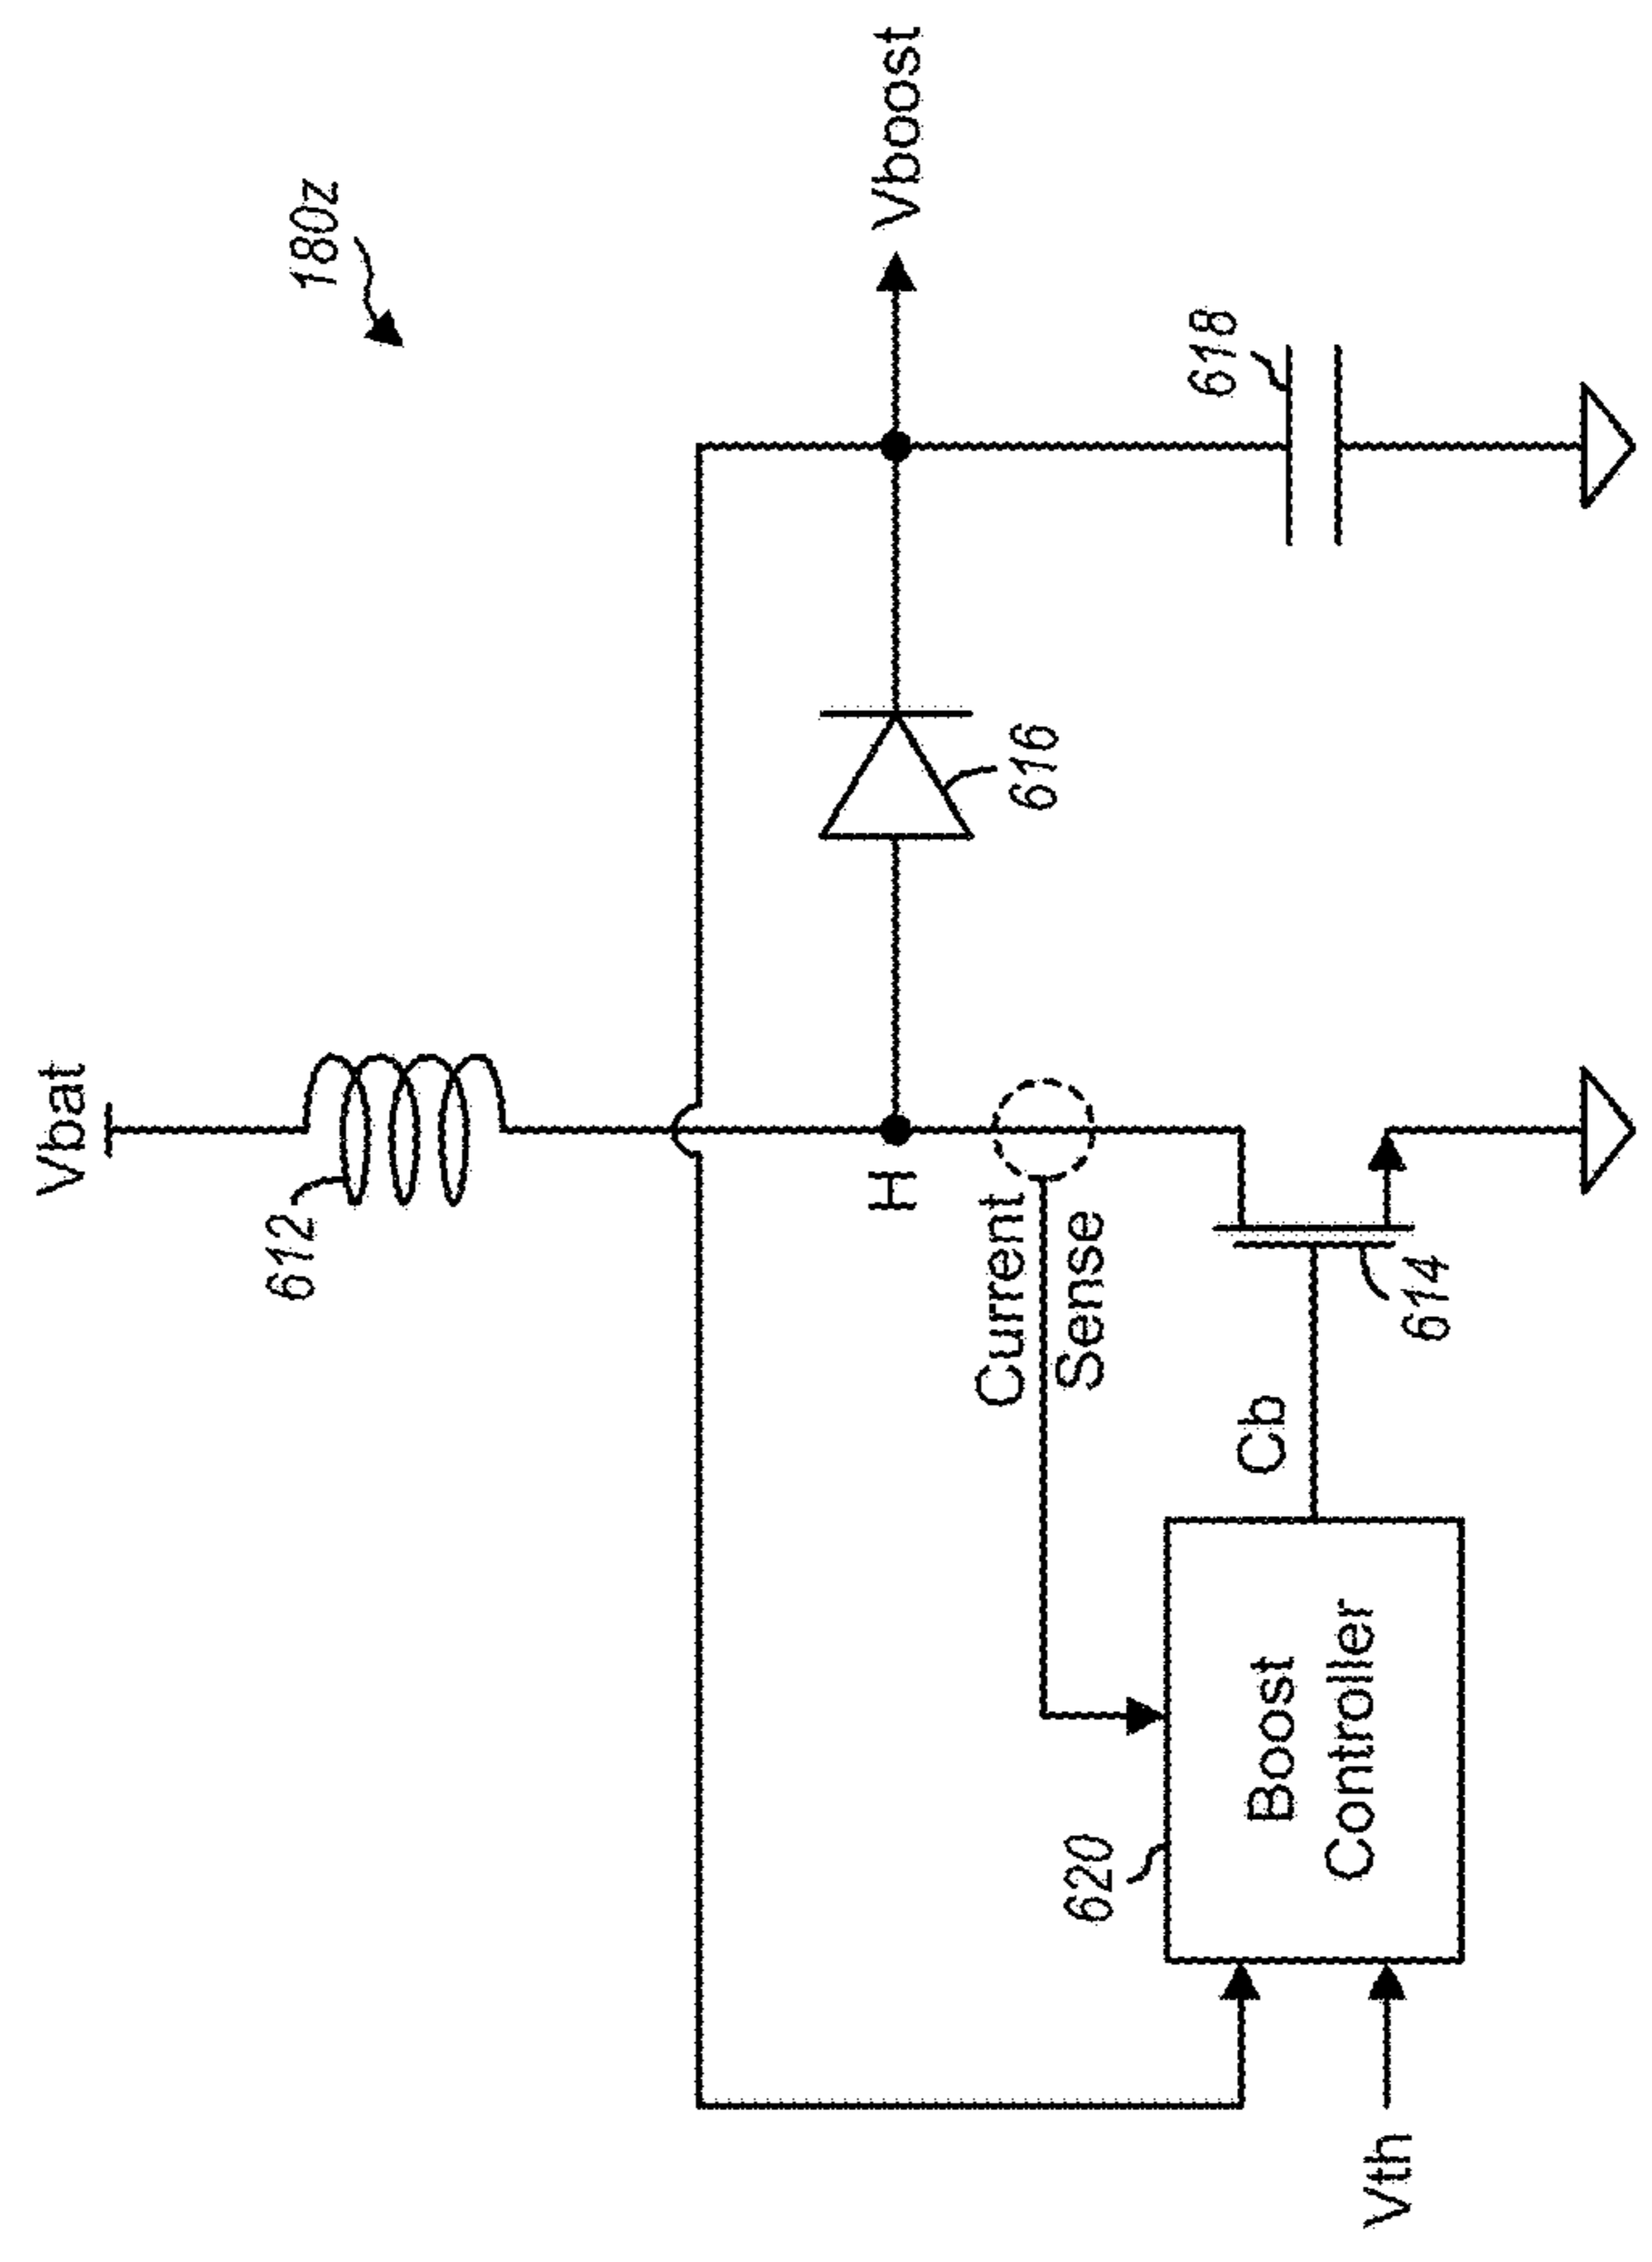 180z
Vbat
612
Vboost
H
616
Current
Sense
618
Cb
614
620
Boost
Controller
Vth